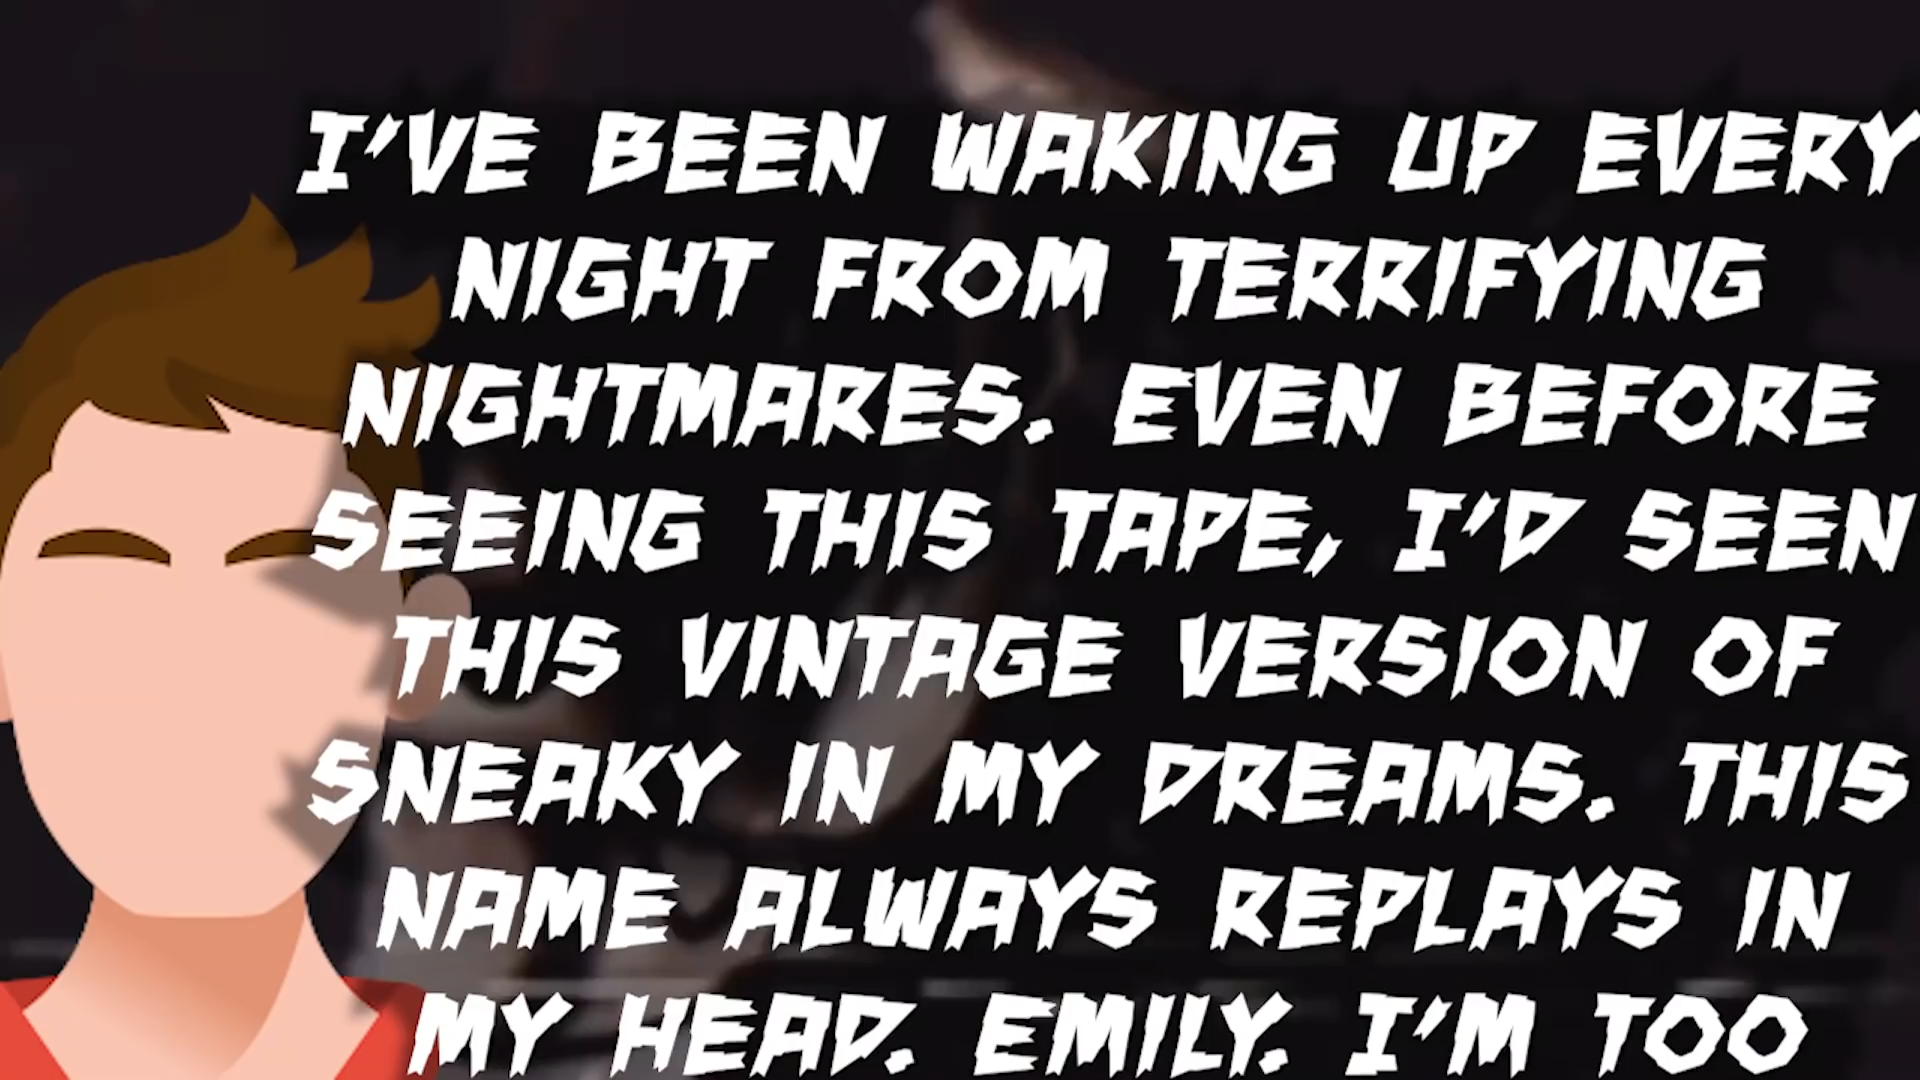 I'VE BEEN WAKING UP EVERY
NIGHT FROM TERRIFYING
NIGHTMARES. EVEN BEFORE
SEEING THIS TAPE, I'D SEEN
THIS VINTAGE VERSION OF
SNEAKY IN MY DREAMS. THIS
NAME ALWAYS REPLAYS IN
MY HEAD. EMILY. I'M TOO